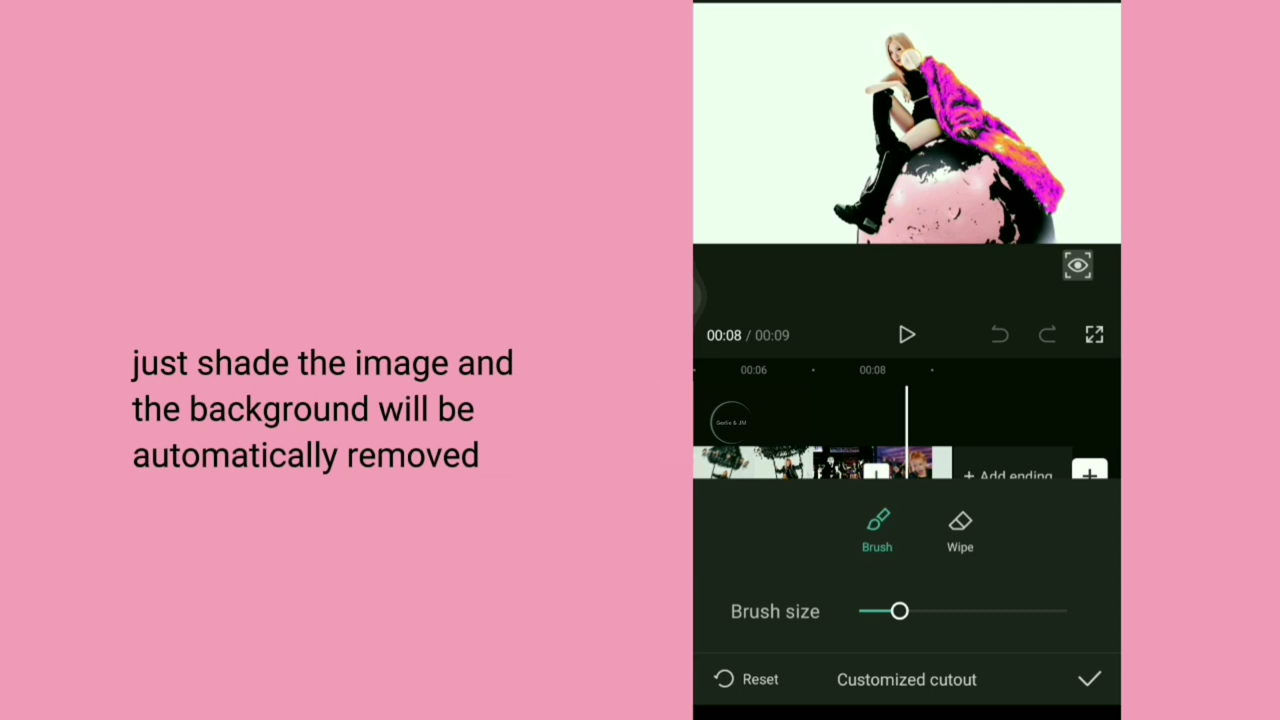 just shade the image and
the background will be
automatically removed
00:08 / 00:09
00:06
00:08
+ Add ending
Brush
Wipe
Brush size
Reset
Customized cutout